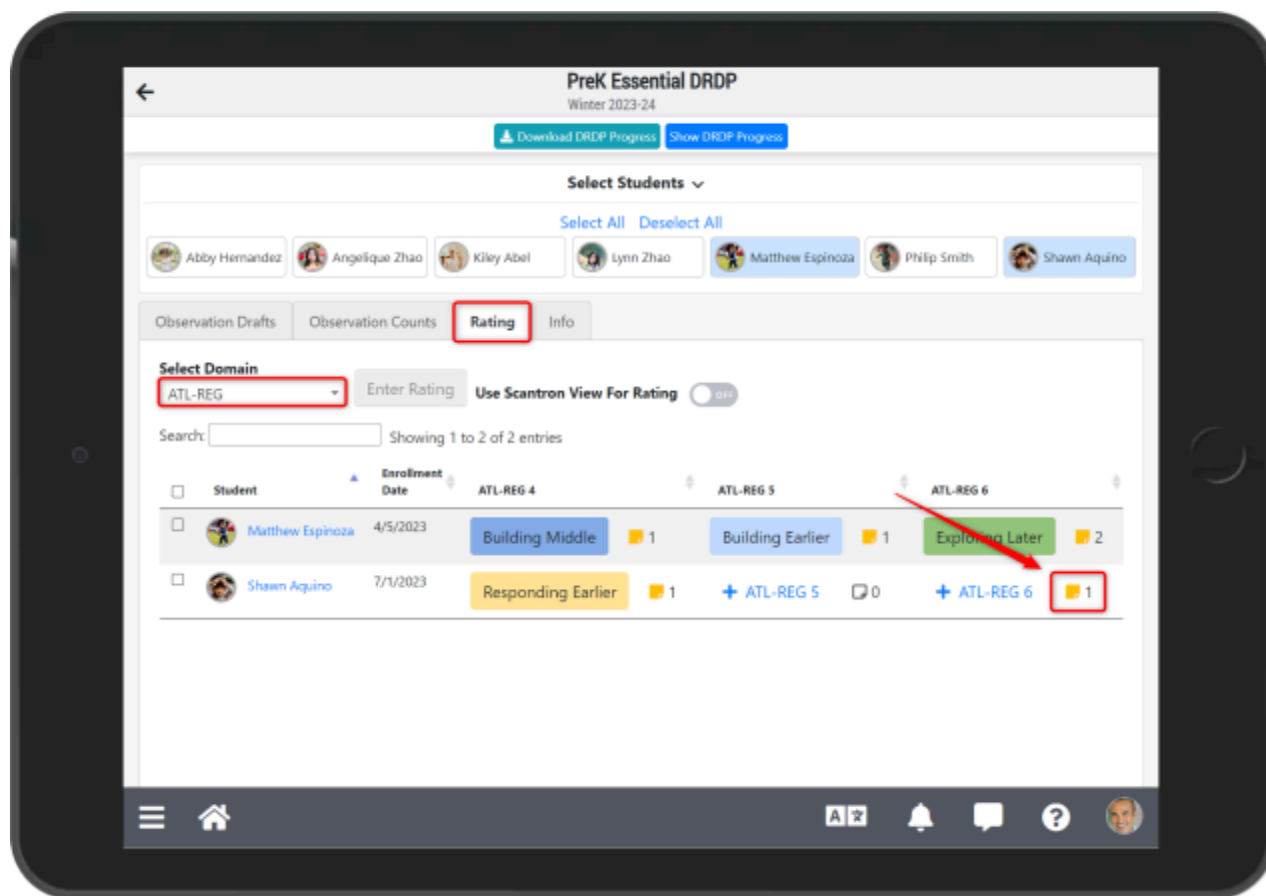 PreK Essential DRDP
Winter 2023-24
Download DRDP Progress Show DRDP Progress
Select Students
Select All Deselect All
Abby Hernandez Angelique Zhao Kiley Abel Lynn Zhao Matthew Espinoza Philip Smith Shawn Aquino
Observation Drafts Observation Counts Rating Info
Select Domain
ATL-REG Enter Rating Use Scantron View For Rating OFF
Search: Showing 1 to 2 of 2 entries
Student Enrollment Date ATL-REG 4 ATL-REG 5 ATL-REG 6
Matthew Espinoza 4/5/2023 Building Middle 1 Building Earlier 1 Exploring Later 2
Shawn Aquino 7/1/2023 Responding Earlier 1 + ATL-REG 5 0 + ATL-REG 6 1